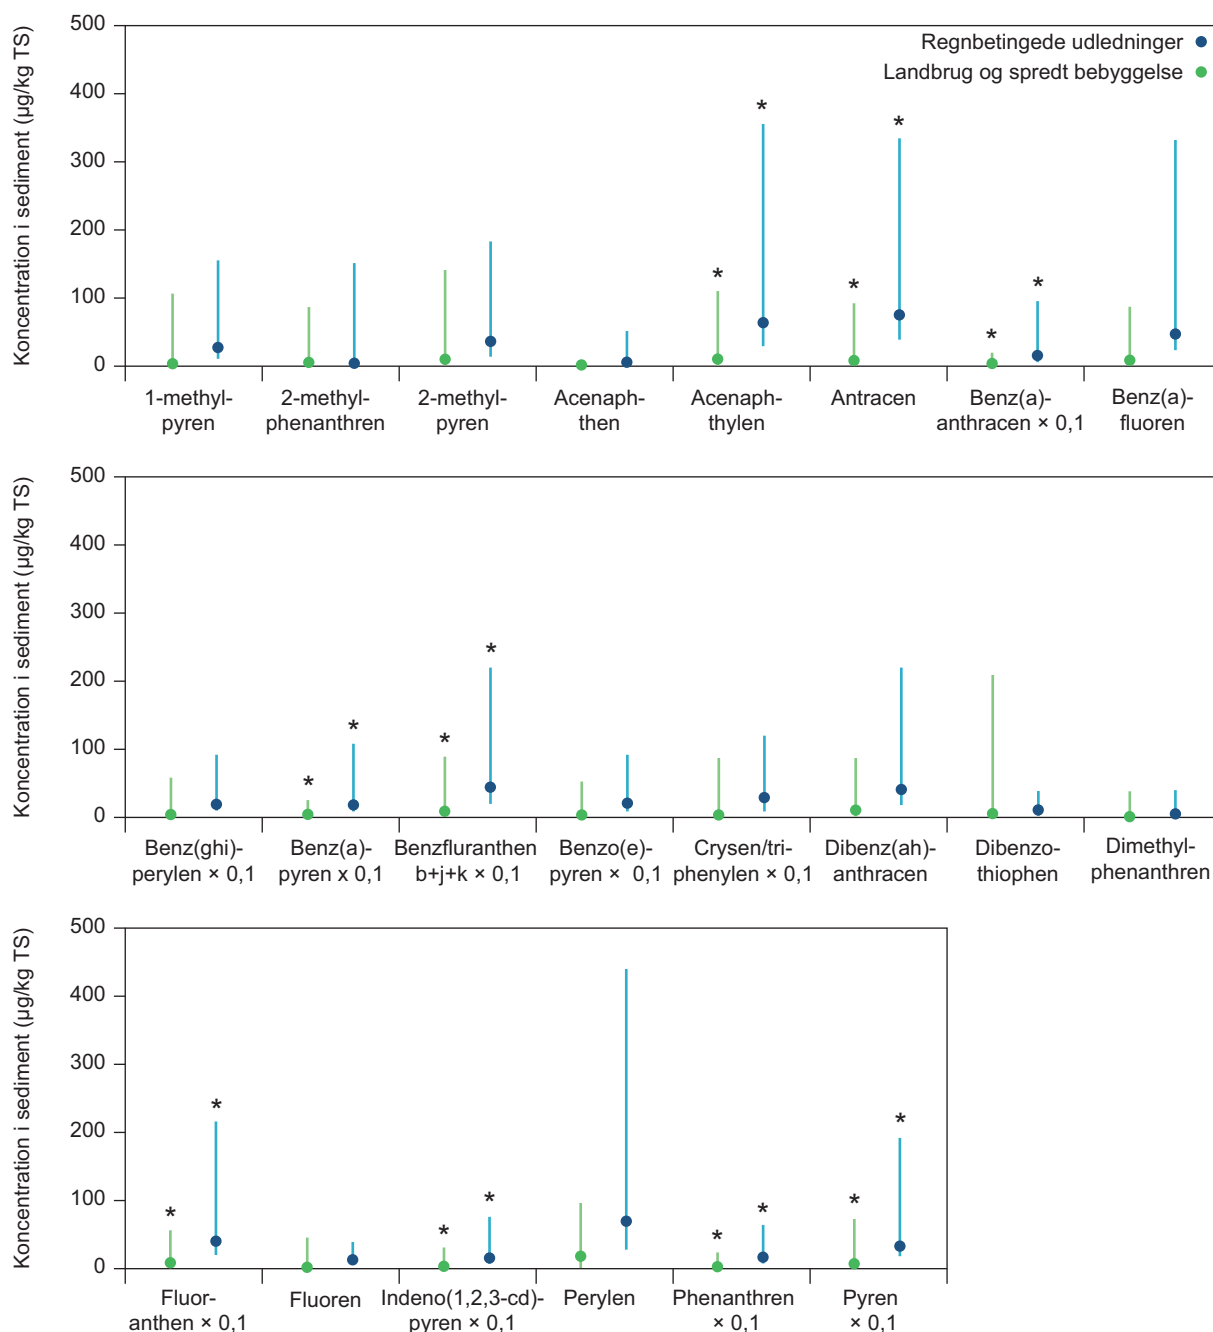 Koncentration i sediment (µg/kg TS)
500
400
300
200
100
0
Regnbetingede udledninger
Landbrug og spredt bebyggelse
*
*
*
*
*
*
1-methyl-
pyren
2-methyl-
phenanthren
2-methyl-
pyren
Acenaph-
then
Acenaph-
thylen
Antracen
Benz(a)-
anthracen × 0,1
Benz(a)-
fluoren
Koncentration i sediment (µg/kg TS)
500
400
300
200
100
0
*
*
*
*
Benz(ghi)-
perylen × 0,1
Benz(a)-
pyren x 0,1
Benzfluranthen
b+j+k × 0,1
Benzo(e)-
pyren × 0,1
Crysen/tri-
phenylen × 0,1
Dibenz(ah)-
anthracen
Dibenzo-
thiophen
Dimethyl-
phenanthren
Koncentration i sediment (µg/kg TS)
500
400
300
200
100
0
*
*
*
*
*
*
*
*
Fluor-
anthen × 0,1
Fluoren
Indeno(1,2,3-cd)-
pyren × 0,1
Perylen
Phenanthren
× 0,1
Pyren
× 0,1